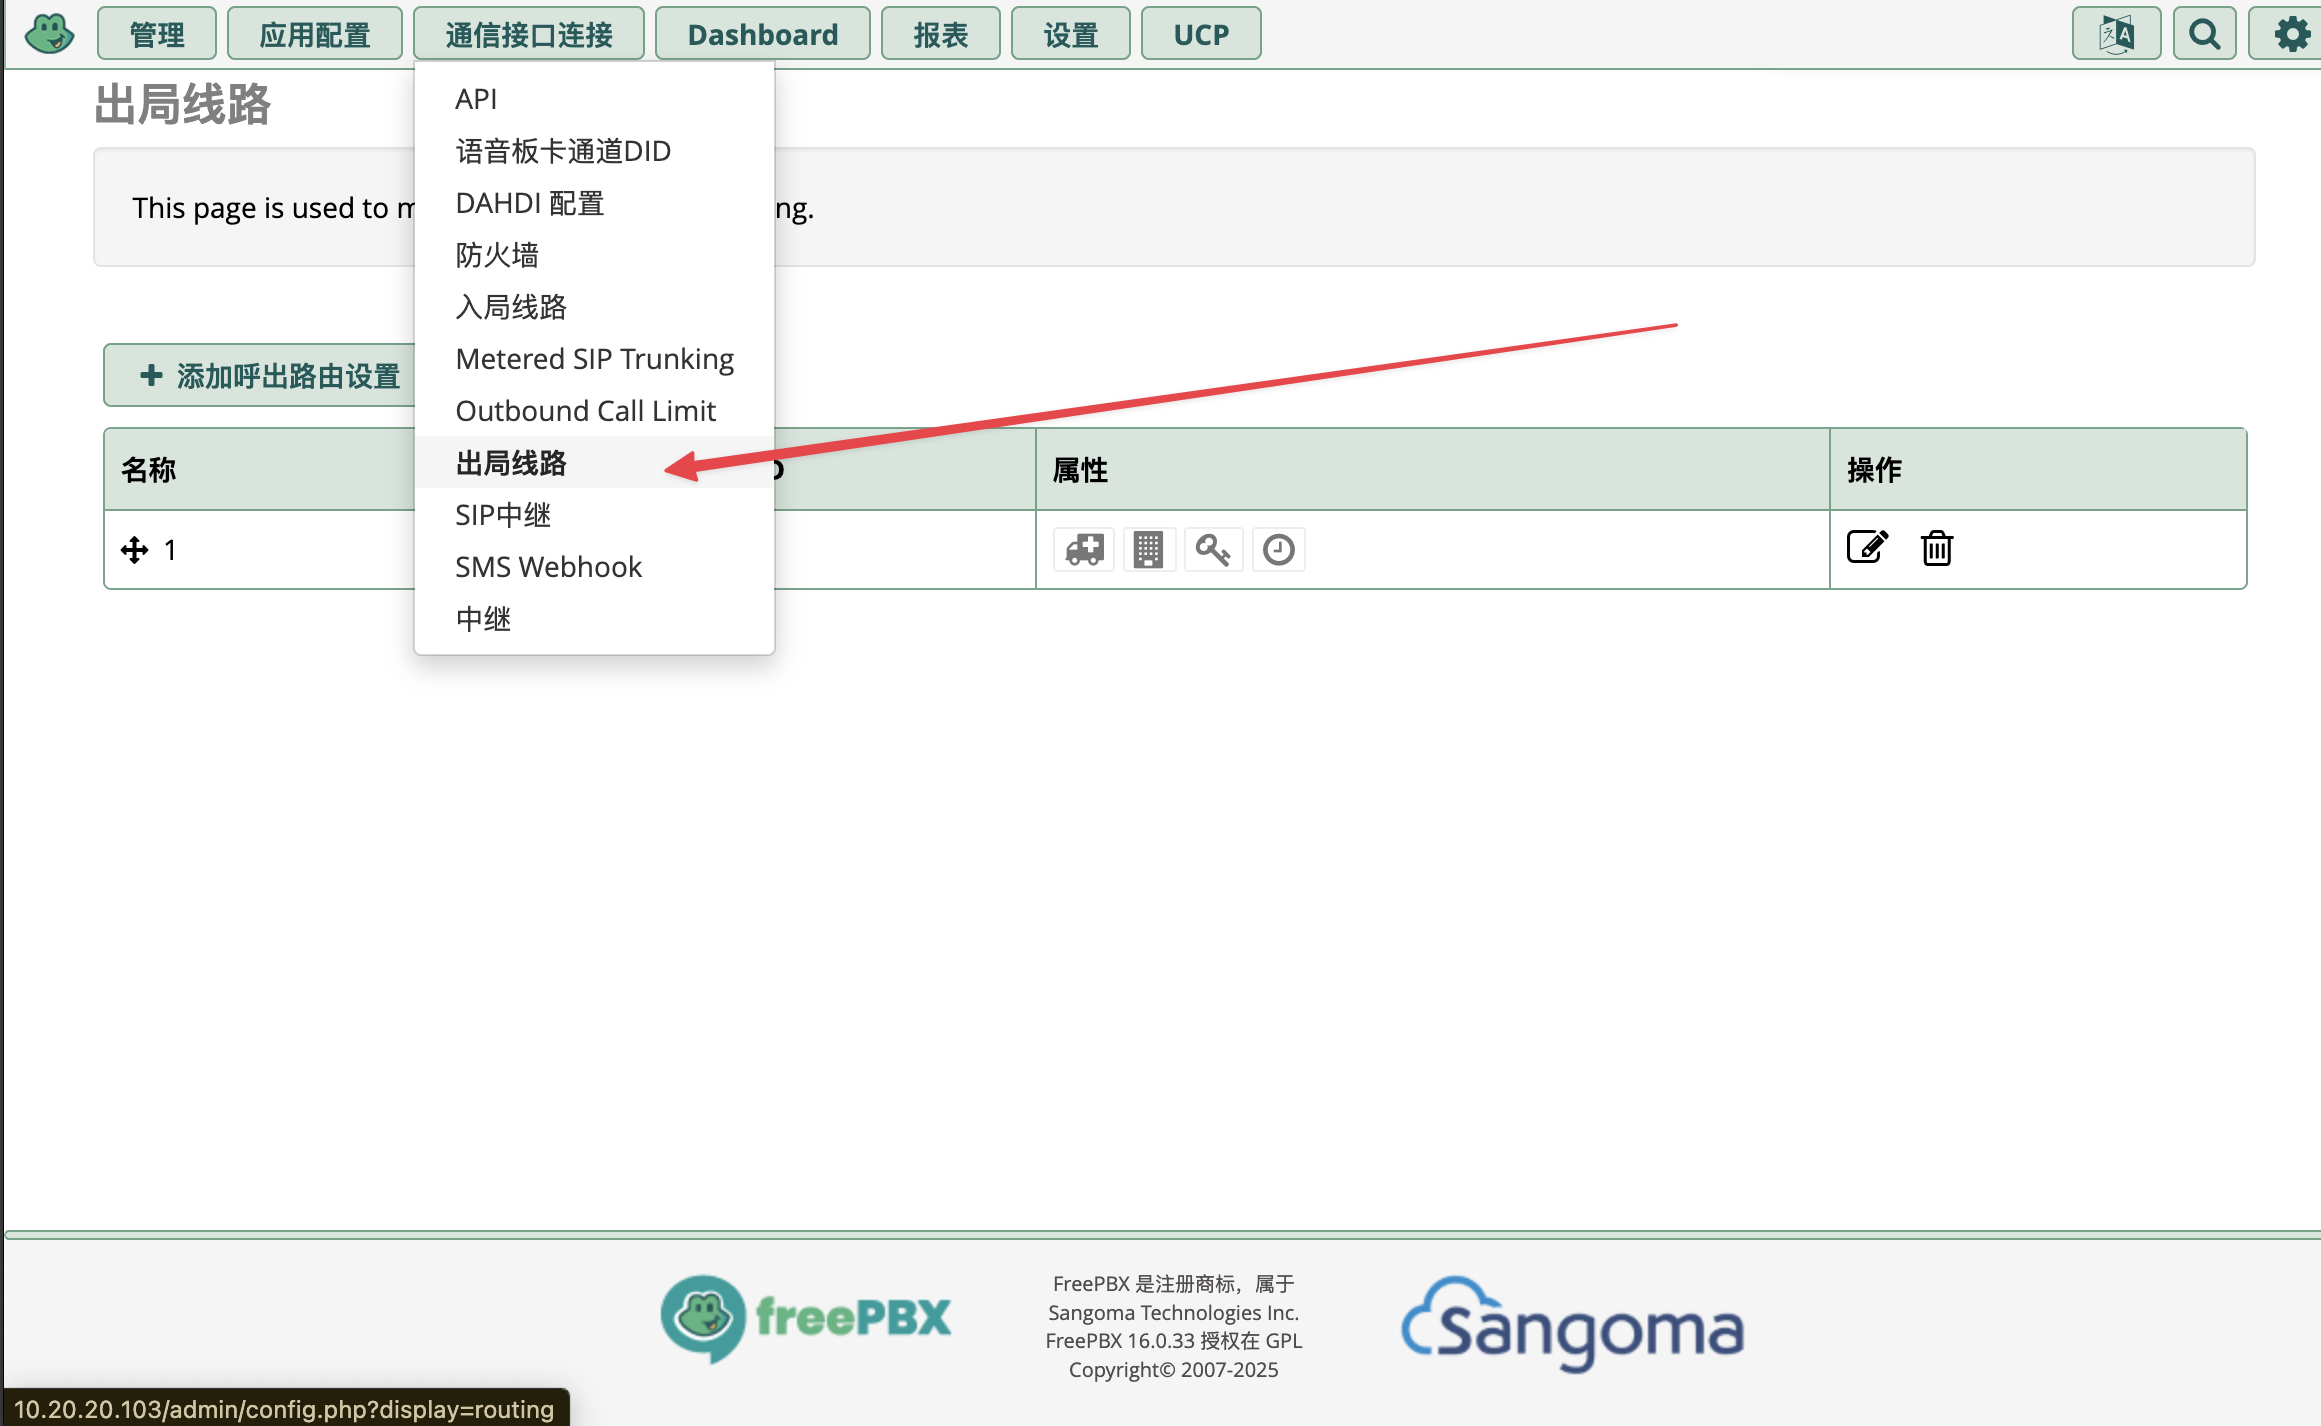 管理
应用配置
通信接口连接
Dashboard
报表
设置
UCP
出局线路
API
语音板卡通道DID
DAHDI 配置
防火墙
入局线路
Metered SIP Trunking
Outbound Call Limit
出局线路
SIP中继
SMS Webhook
中继
This page is used to
ng.
添加呼出路由设置
名称
属性
操作
1
freePBX
FreePBX 是注册商标，属于
Sangoma Technologies Inc.
FreePBX 16.0.33 授权在 GPL
Copyright© 2007-2025
Sangoma
10.20.20.103/admin/config.php?display=routing